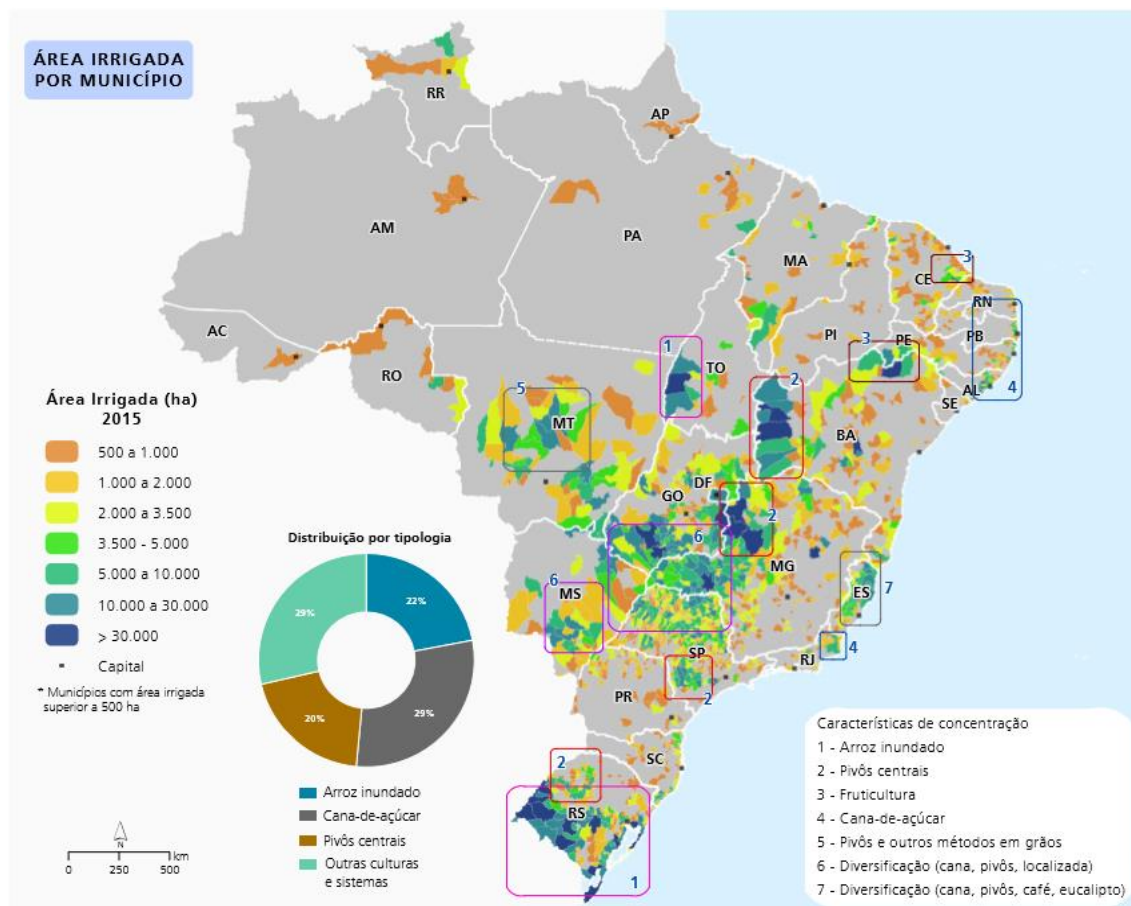 ÁREA IRRIGADA
POR MUNICÍPIO
RR
AP
AM
PA
MA
CE
3
RN
PB
PI
PE
3
AC
RO
1
TO
2
AL
4
SE
5
MT
BA
DF
GO
2
6
MG
ES
7
6
MS
SP
RJ
4
PR
2
SC
2
RS
1
Área Irrigada (ha)
2015
500 a 1.000
1.000 a 2.000
2.000 a 3.500
3.500 - 5.000
5.000 a 10.000
10.000 a 30.000
> 30.000
Capital
* Municípios com área irrigada
superior a 500 ha
N
0 250 500 km
Distribuição por tipologia
29%
22%
20%
29%
Arroz inundado
Cana-de-açúcar
Pivôs centrais
Outras culturas
e sistemas
Características de concentração
1 - Arroz inundado
2 - Pivôs centrais
3 - Fruticultura
4 - Cana-de-açúcar
5 - Pivôs e outros métodos em grãos
6 - Diversificação (cana, pivôs, localizada)
7 - Diversificação (cana, pivôs, café, eucalipto)